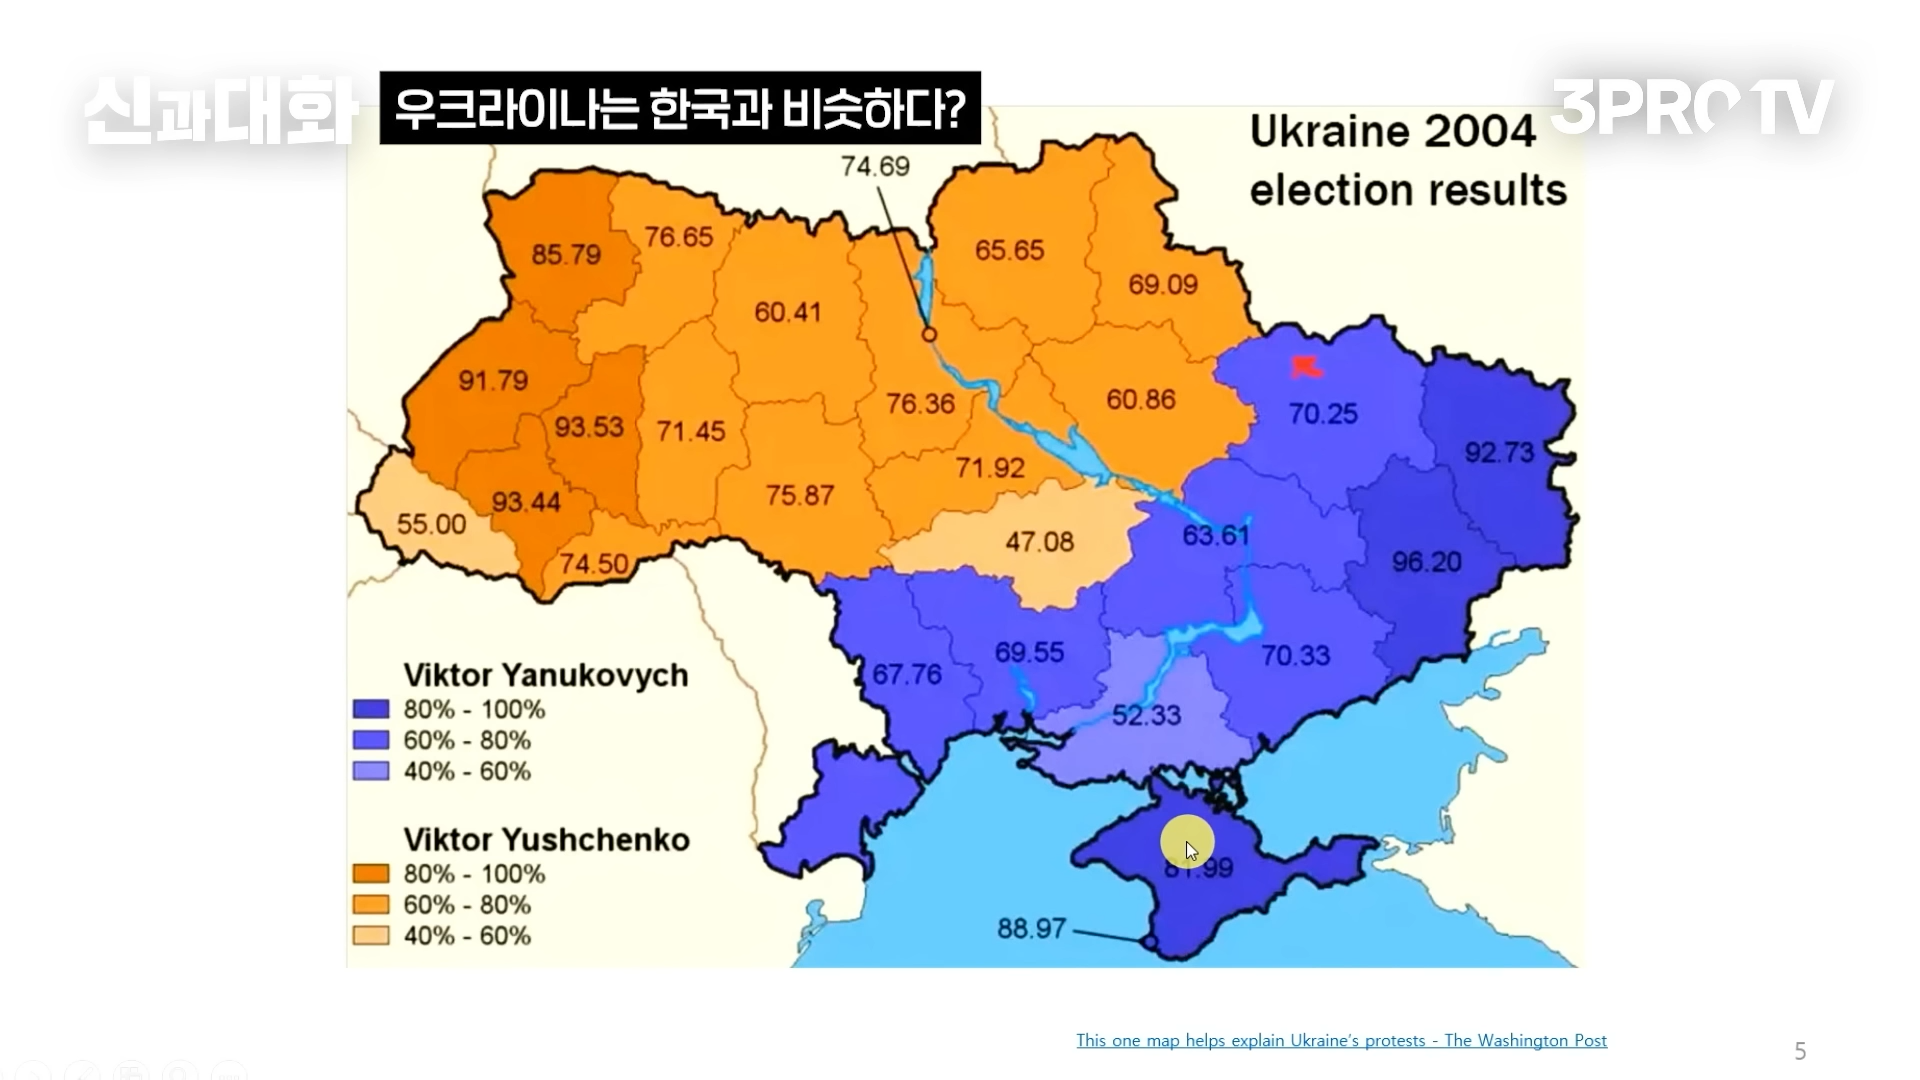 신과대화
우크라이나는 한국과 비슷하다?
3PRO TV
Ukraine 2004
election results
74.69
85.79
76.65
60.41
65.65
69.09
91.79
93.53
71.45
76.36
60.86
70.25
92.73
93.44
75.87
71.92
55.00
74.50
47.08
63.61
96.20
67.76
69.55
70.33
52.33
81.99
88.97
Viktor Yanukovych
80% - 100%
60% - 80%
40% - 60%
Viktor Yushchenko
80% - 100%
60% - 80%
40% - 60%
This one map helps explain Ukraine's protests - The Washington Post
5